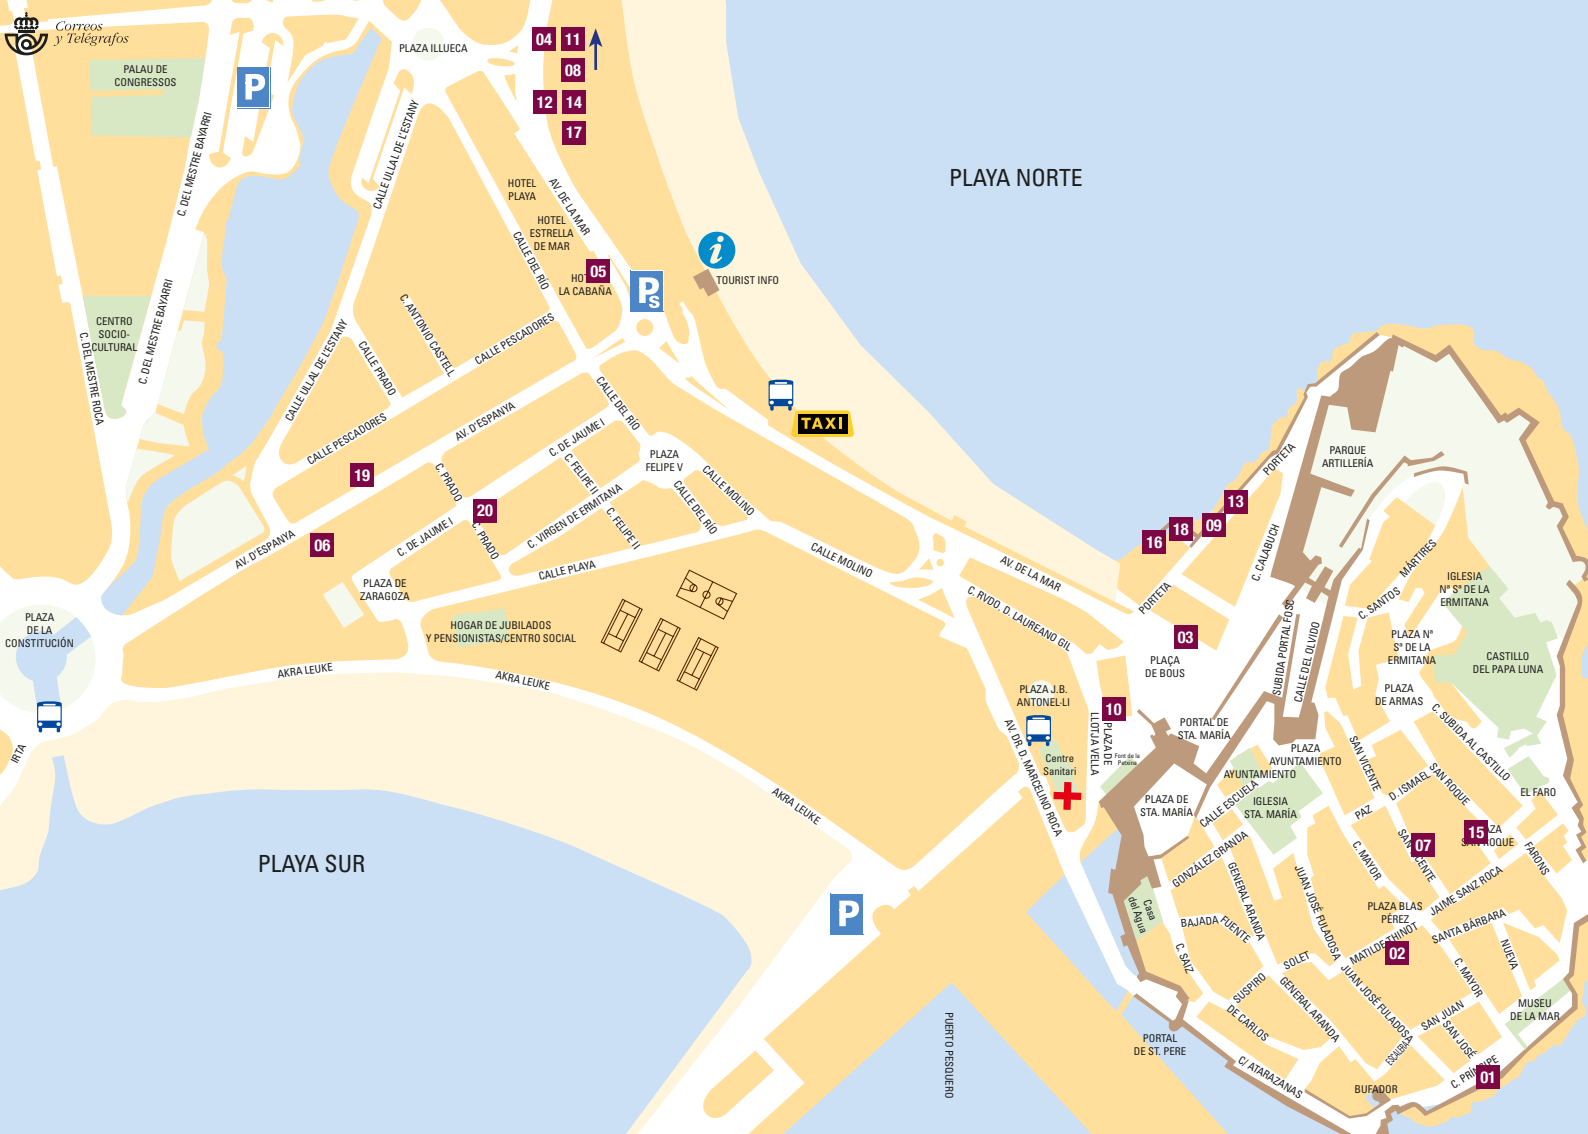 Correos
y Telégrafos
PALAU DE
CONGRESSOS
P
PLAZA ILLUECA
04
11
08
12
14
17
C. DEL MESTRE BAYARRI
CALLE ULLAL DE L'ESTANY
HOTEL
PLAYA
AV. DE LA MAR
HOTEL
ESTRELLA
DE MAR
CALLE DEL RÍO
05
LA CABAÑA
PS
i
TOURIST INFO
PLAYA NORTE
CENTRO
SOCIO-
CULTURAL
C. DEL MESTRE ROCA
C. DEL MESTRE BAYARRI
CALLE ULLAL DE L'ESTANY
C. ANTONIO CASTELL
CALLE PRADO
CALLE PESCADORES
CALLE PESCADORES
AV. D'ESPANYA
CALLE DEL RÍO
TAXI
C. DE JAUME I
C. FELIPE II
PLAZA
FELIPE V
CALLE MOLINO
CALLE DEL RÍO
19
C. PRADO
20
C. PRADO
C. VIRGEN DE ERMITANA
C. FELIPE II
06
AV. D'ESPANYA
C. DE JAUME I
CALLE PLAYA
CALLE MOLINO
PLAZA DE
ZARAGOZA
PLAZA
DE LA
CONSTITUCIÓN
HOGAR DE JUBILADOS
Y PENSIONISTAS/CENTRO SOCIAL
AKRA LEUKE
AKRA LEUKE
AKRA LEUKE
IRTA
PLAYA SUR
P
PUERTO PESQUERO
AV. DE LA MAR
C. RVDO. D. LAUREANO GIL
PLAZA J.B.
ANTONEL·LI
AV. DR. D. MARCELINO ROCA
Centre
Sanitari
LLOTJA VELLA
PLAZA DE
10
Font de la
PORTETA
PORTETA
13
09
18
16
03
PLAÇA
DE BOUS
C. CALABUCH
PARQUE
ARTILLERÍA
SUBIDA PORTAL FOSC
CALLE DEL OLVIDO
C. SANTOS
MÁRTIRES
IGLESIA
Nª Sª DE LA
ERMITANA
PLAZA Nª
Sª DE LA
ERMITANA
CASTILLO
DEL PAPA LUNA
PLAZA
DE ARMAS
C. SUBIDA AL CASTILLO
PORTAL DE
STA. MARÍA
PLAZA
AYUNTAMIENTO
AYUNTAMIENTO
SAN VICENTE
D. ISMAEL
SAN ROQUE
EL FARO
PLAZA DE
STA. MARÍA
CALLE ESCUELA
IGLESIA
STA. MARÍA
PAZ
07
15
FARONS
C. MAYOR
GONZÁLEZ GRANDA
GENERAL ARANDA
JUAN JOSÉ FULADOSA
JAIME SANZ ROCA
PLAZA BLAS
PÉREZ
MATILDE THINOT
SANTA BÁRBARA
02
NUEVA
Casa
del Agua
BAJADA FUENTE
C. SAIZ
SOLET
SUSPIRO
C. MAYOR
GENERAL ARANDA
JUAN JOSÉ FULADOSA
SAN JUAN
SAN JOSÉ
MUSEU
DE LA MAR
DE CARLOS
ESCALERA
PORTAL
DE ST. PERE
C/ ATARAZANAS
BUFADOR
01